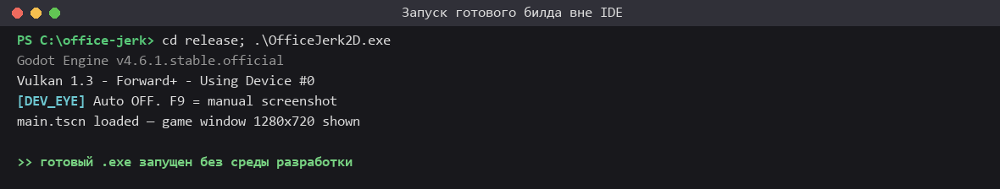 Запуск готового билда вне IDE
PS C:\office-jerk> cd release; .\OfficeJerk2D.exe
Godot Engine v4.6.1.stable.official
Vulkan 1.3 - Forward+ - Using Device #0
[DEV_EYE] Auto OFF. F9 = manual screenshot
main.tscn loaded — game window 1280x720 shown
>> готовый .exe запущен без среды разработки